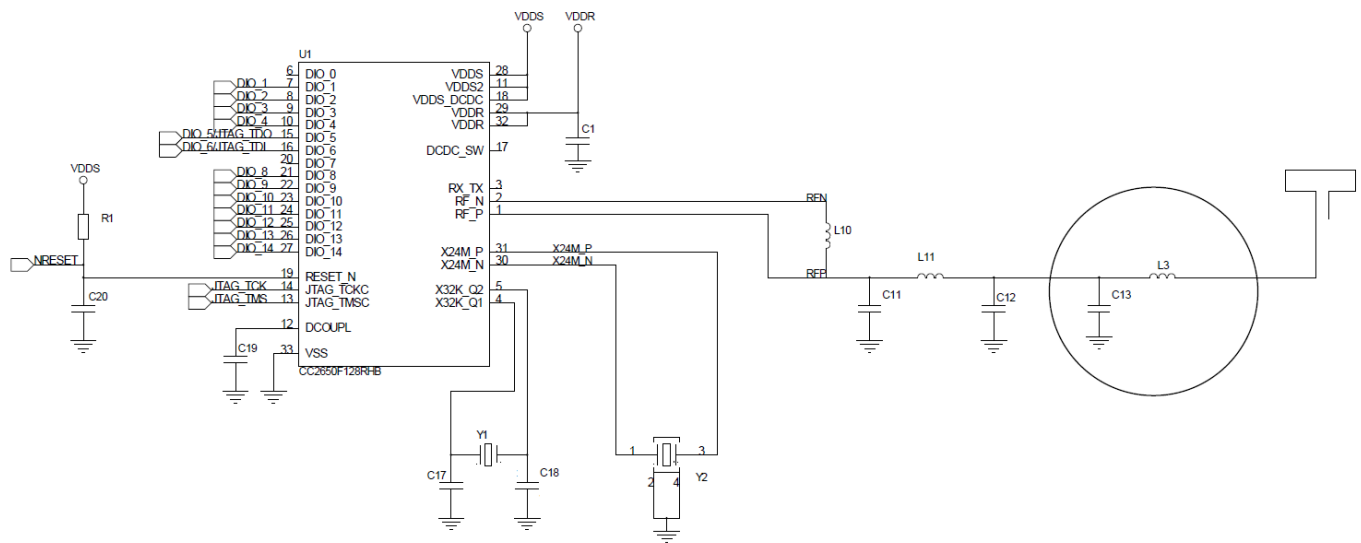 VDDS VDDR
U1
6 DIO_0 VDDS 28
DIO_1 7 DIO_1 VDDS2 11
DIO_2 8 DIO_2 VDDS_DCDC 18
DIO_3 9 DIO_3 VDDR 29
DIO_4 10 DIO_4 VDDR 32
C1
DIO_5/JTAG_TDO 15 DIO_5
DIO_6/JTAG_TDI 16 DIO_6 DCDC_SW 17
20 DIO_7
VDDS
DIO_8 21 DIO_8
DIO_9 22 DIO_9 RX_TX 3
DIO_10 23 DIO_10 RF_N 2 RFN
DIO_11 24 DIO_11 RF_P 1
R1
DIO_12 25 DIO_12
DIO_13 26 DIO_13
L10
DIO_14 27 DIO_14 X24M_P 31 X24M_P
NRESET X24M_N 30 X24M_N L11 L3
19 RESET_N RFP
JTAG_TCK 14 JTAG_TCKC X32K_Q2 5
C20 C11 C12 C13
JTAG_TMS 13 JTAG_TMSC X32K_Q1 4
12 DCOUPL
C19
33 VSS
CC2650F128RHB
Y1 1 3
C17 C18 2 4 Y2